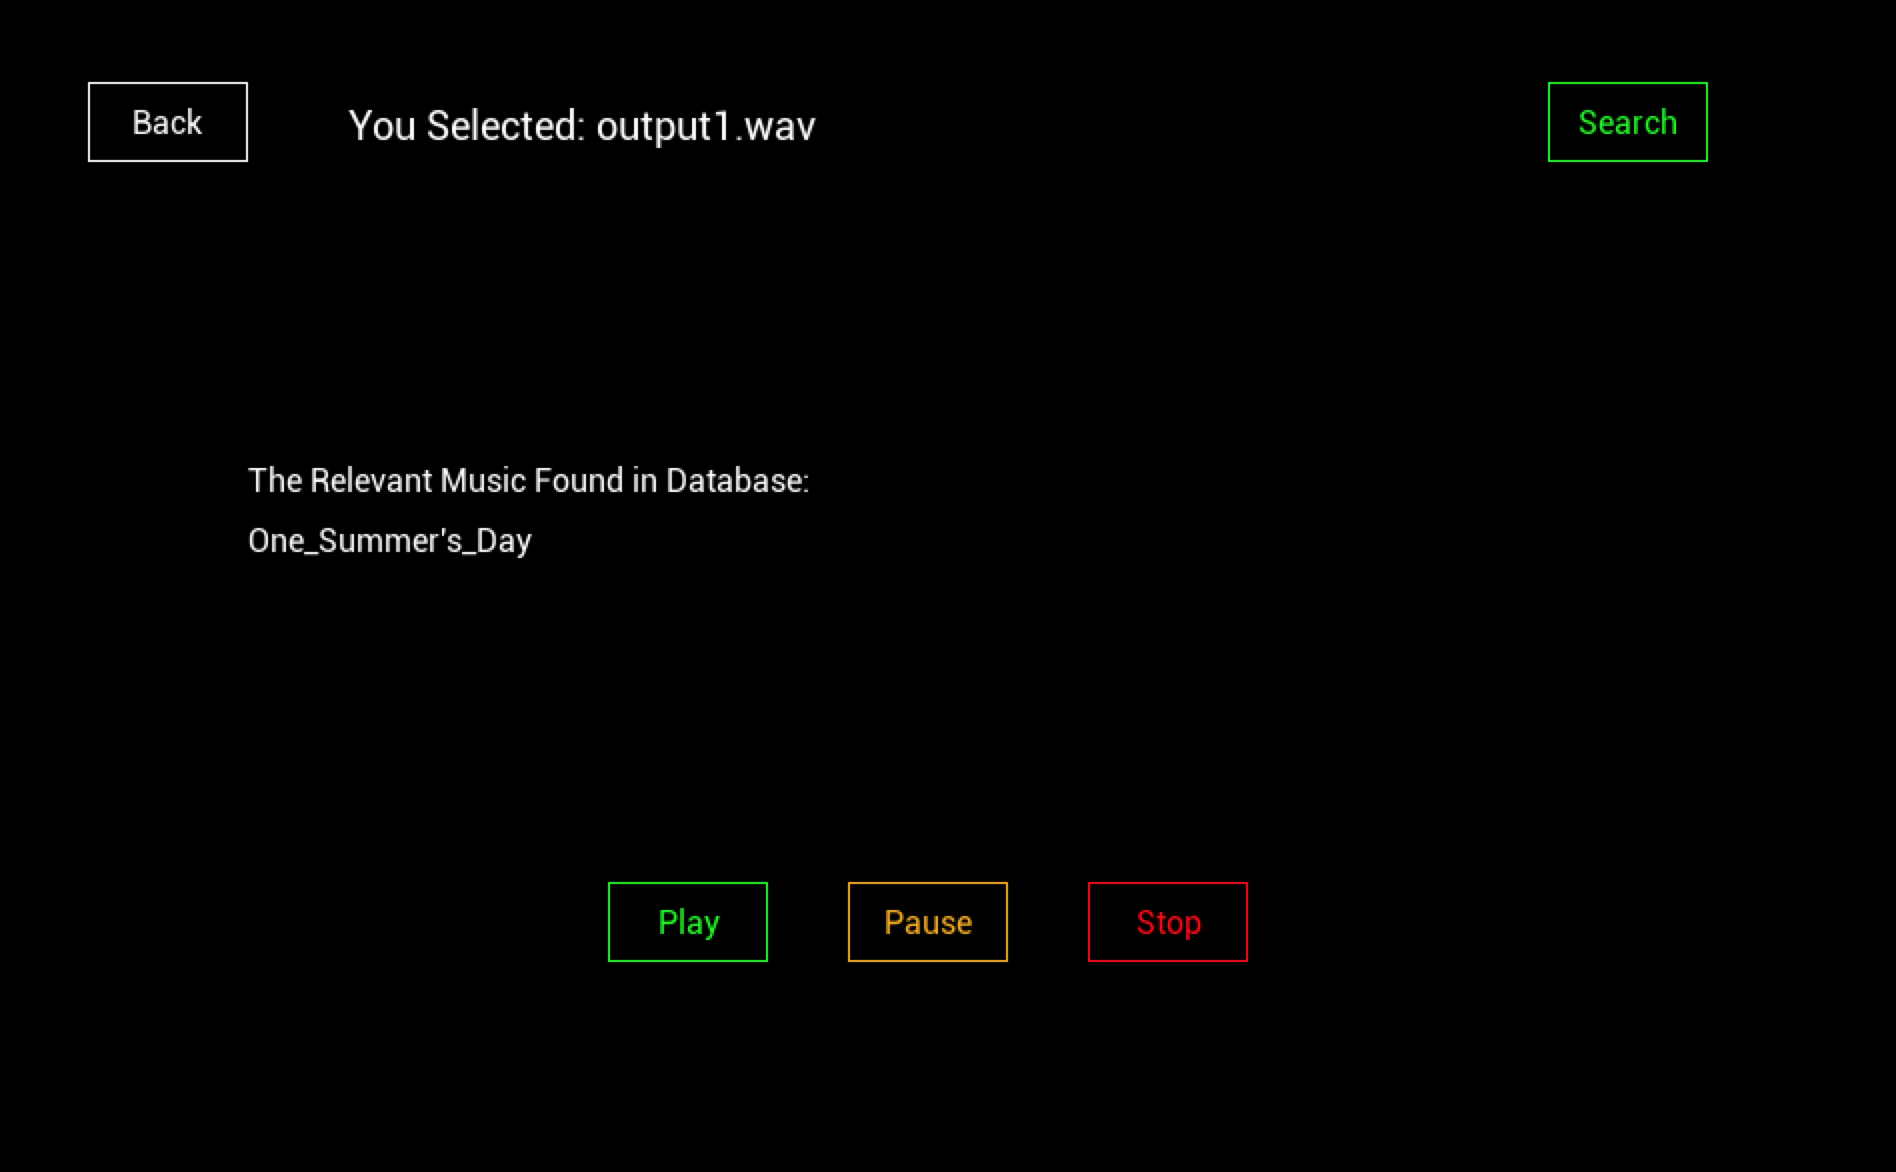 Back
You Selected: output1.wav
Search
The Relevant Music Found in Database:
One_Summer's_Day
Play
Pause
Stop